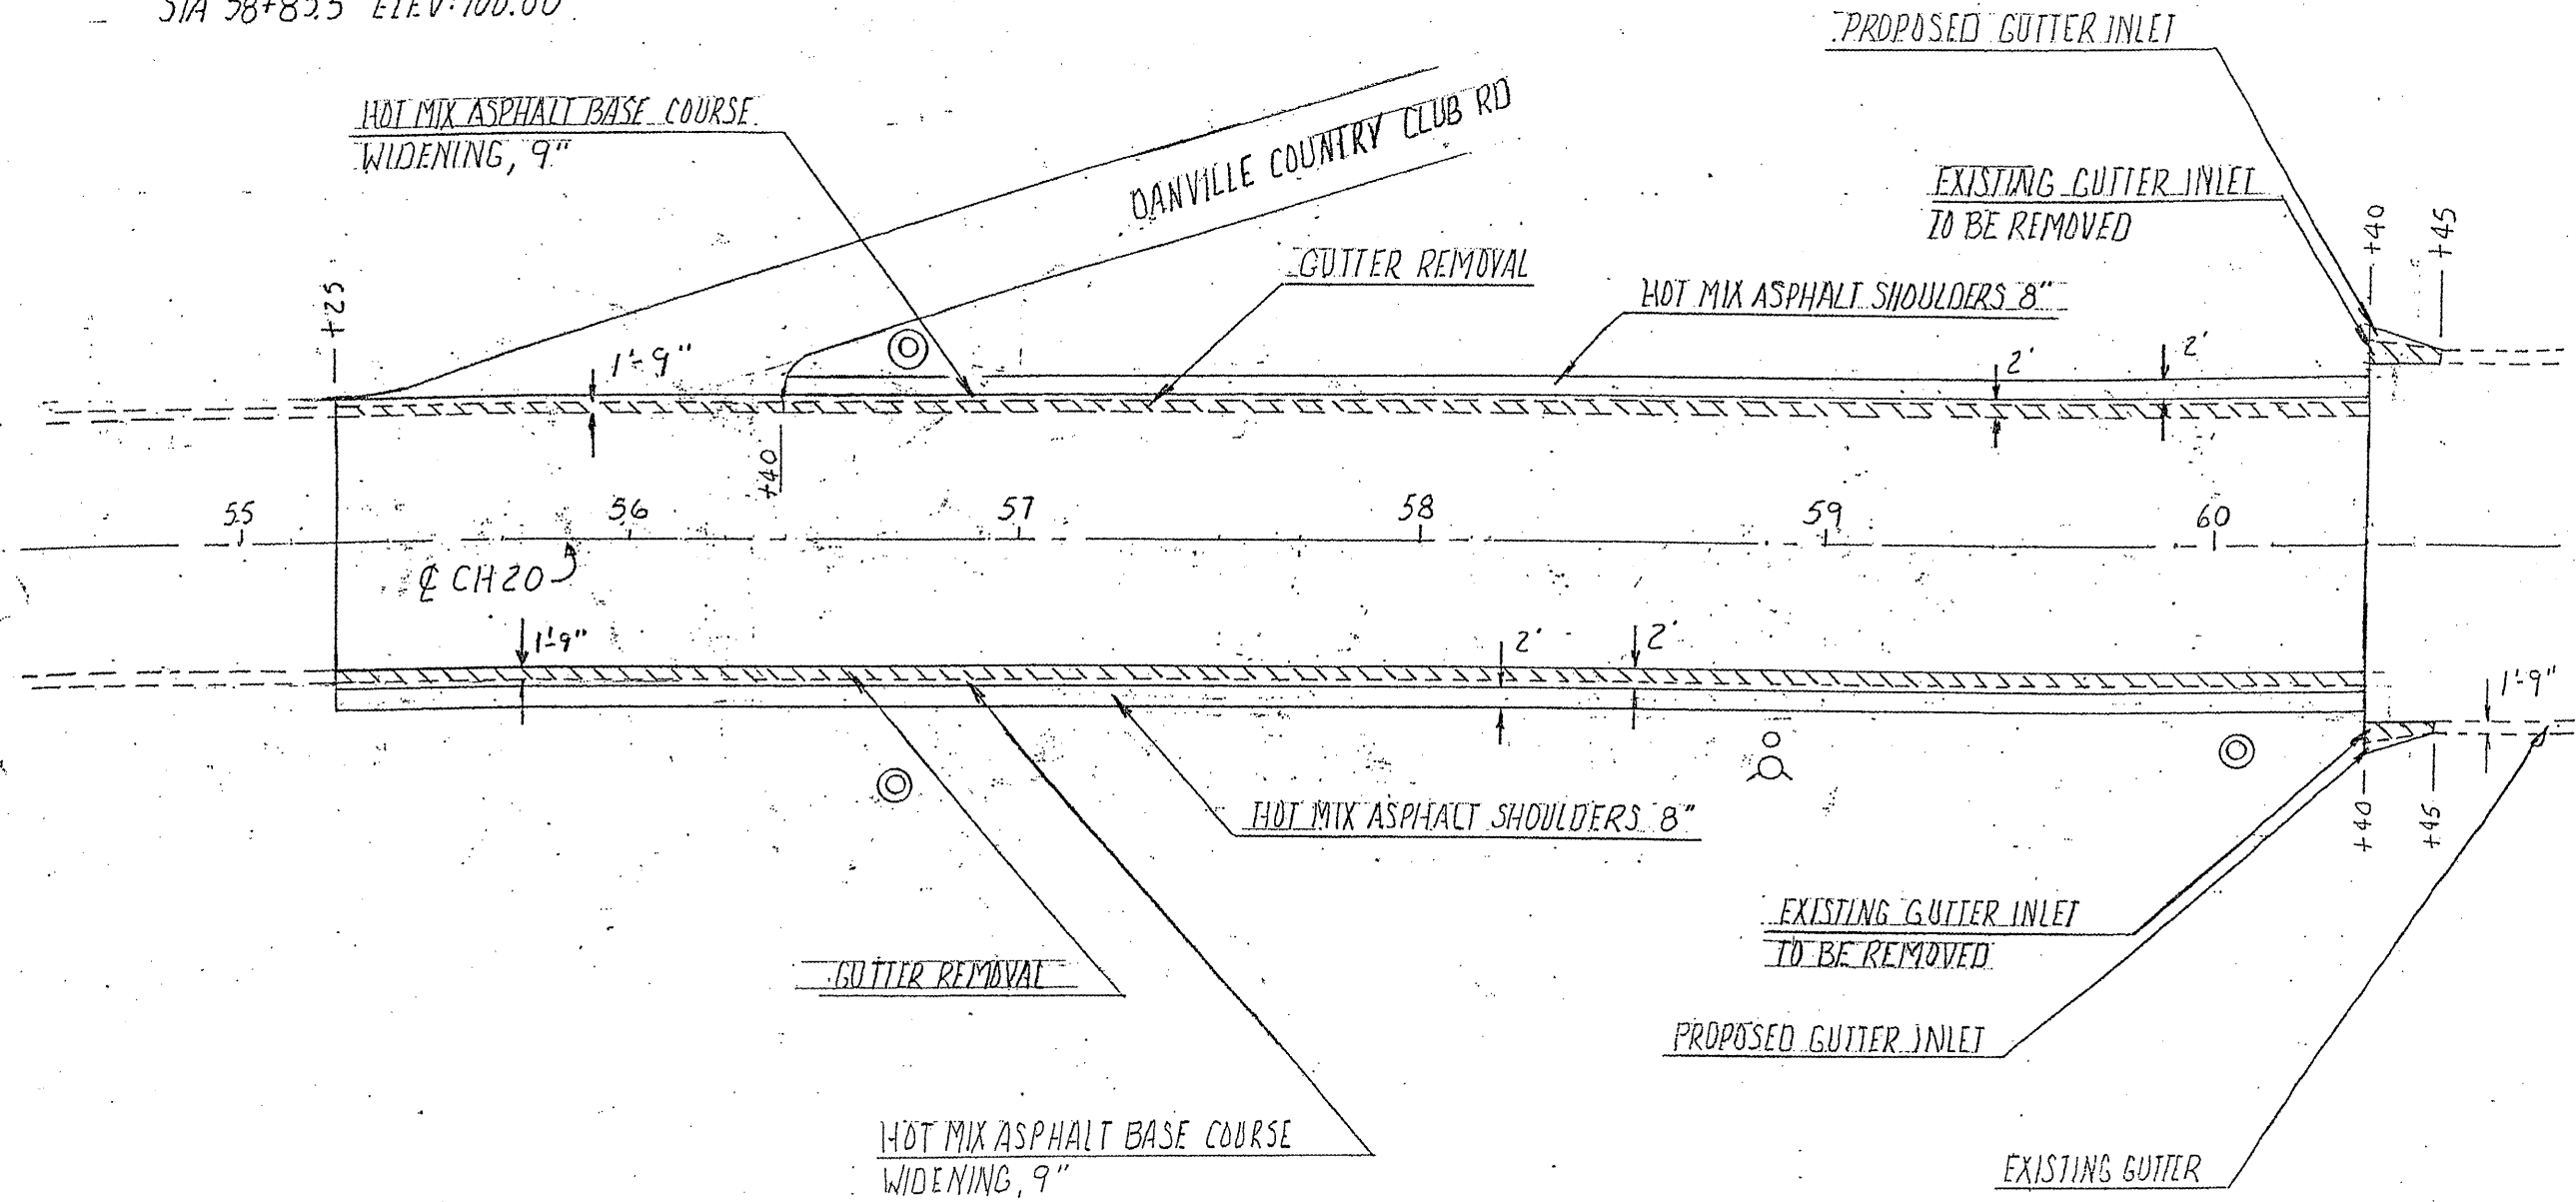 STA 58+85.5 ELEV: 100.00
PROPOSED GUTTER INLET
HOT MIX ASPHALT BASE COURSE
WIDENING, 9"
DANVILLE COUNTRY CLUB RD
EXISTING GUTTER INLET
TO BE REMOVED
+40
+45
GUTTER REMOVAL
HOT MIX ASPHALT SHOULDERS 8"
+25
1'-9"
2'
2'
+40
55
56
57
58
59
60
℄ CH 20
1'-9"
2'
2'
1'-9"
HOT MIX ASPHALT SHOULDERS 8"
+40
+45
EXISTING GUTTER INLET
TO BE REMOVED
GUTTER REMOVAL
PROPOSED GUTTER INLET
HOT MIX ASPHALT BASE COURSE
WIDENING, 9"
EXISTING GUTTER